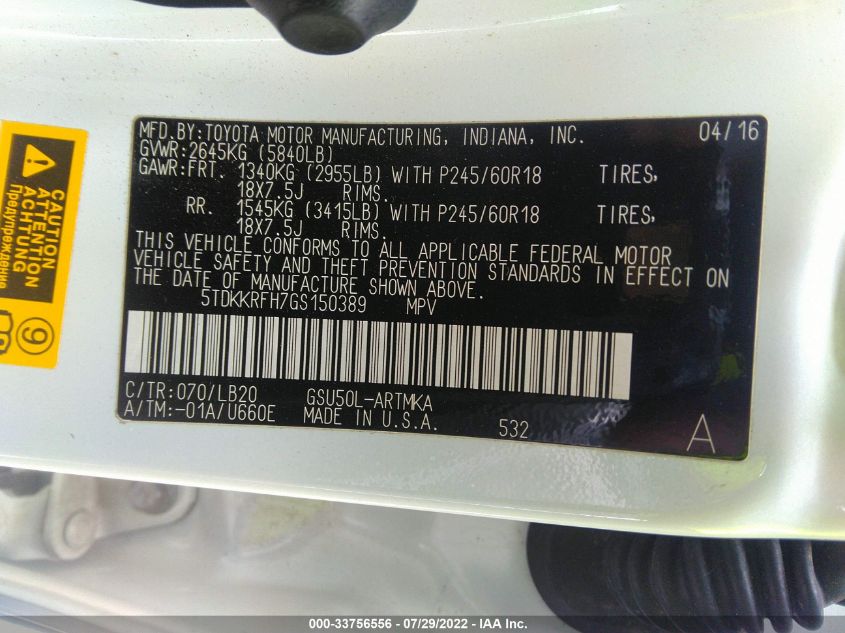 MFD.BY:TOYOTA MOTOR MANUFACTURING, INDIANA, INC. 04/16
GVWR:2645KG (5840LB)
GAWR:FRT. 1340KG (2955LB) WITH P245/60R18 TIRES,
18X7.5J RIMS.
RR. 1545KG (3415LB) WITH P245/60R18 TIRES,
18X7.5J RIMS.
THIS VEHICLE CONFORMS TO ALL APPLICABLE FEDERAL MOTOR
VEHICLE SAFETY AND THEFT PREVENTION STANDARDS IN EFFECT ON
THE DATE OF MANUFACTURE SHOWN ABOVE.
5TDKKRFH7GS150389 MPV
C/TR:070/LB20 GSU50L-ARTMKA
A/TM:-01A/U660E MADE IN U.S.A. 532
A
CAUTION
ATTENTION
ACHTUNG
Предупреждение
9
000-33756556 / 07/29/2022 - IAA Inc.